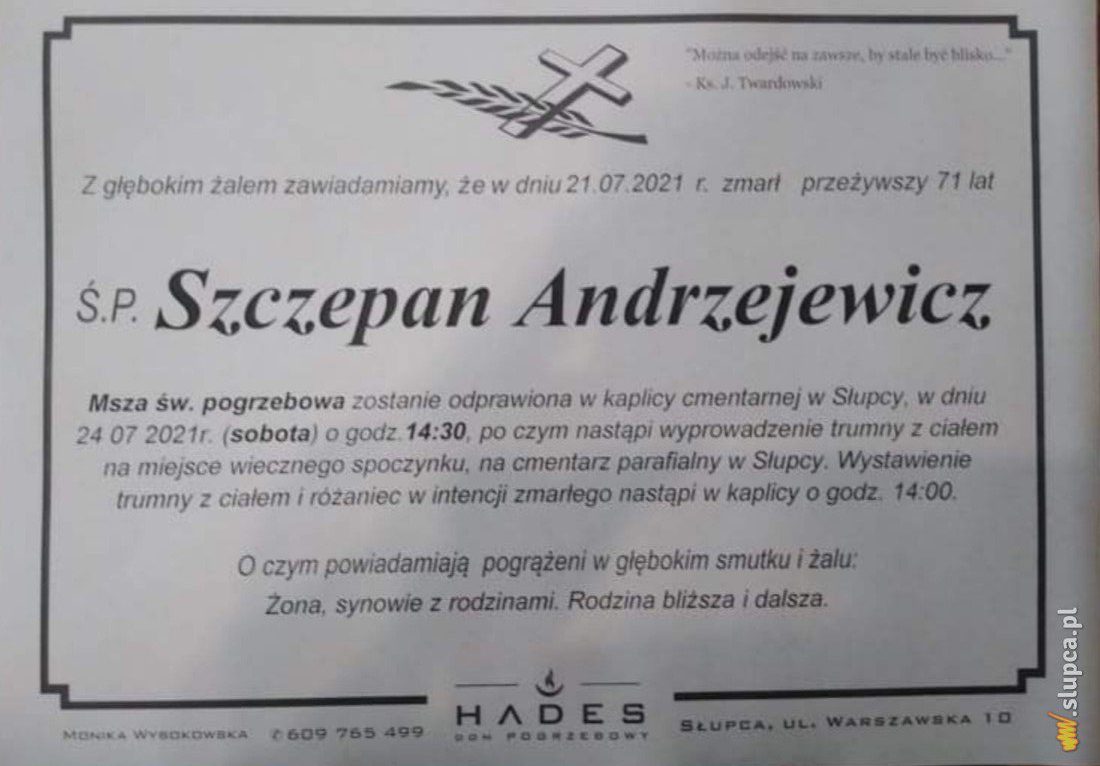 "Można odejść na zawsze, by stale być blisko..."
- Ks. J. Twardowski
Z głębokim żalem zawiadamiamy, że w dniu 21.07.2021 r. zmarł przeżywszy 71 lat
Ś.P. Szczepan Andrzejewicz
Msza św. pogrzebowa zostanie odprawiona w kaplicy cmentarnej w Słupcy, w dniu
24 07 2021r. (sobota) o godz.14:30, po czym nastąpi wyprowadzenie trumny z ciałem
na miejsce wiecznego spoczynku, na cmentarz parafialny w Słupcy. Wystawienie
trumny z ciałem i różaniec w intencji zmarłego nastąpi w kaplicy o godz. 14:00.
O czym powiadamiają pogrążeni w głębokim smutku i żalu:
Żona, synowie z rodzinami. Rodzina bliższa i dalsza.
MONIKA WYSOKOWSKA ✆609 765 499
HADES
DOM POGRZEBOWY
SŁUPCA, UL. WARSZAWSKA 10
.slupca.pl